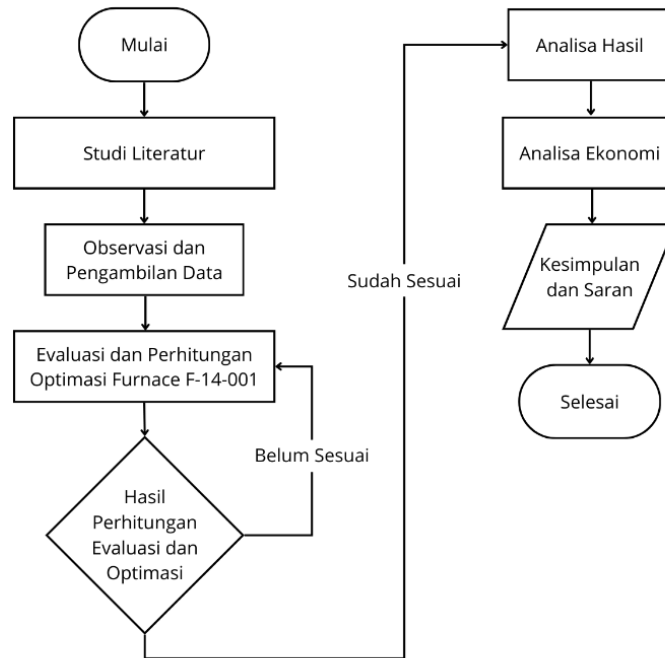 Mulai
Studi Literatur
Observasi dan
Pengambilan Data
Evaluasi dan Perhitungan
Optimasi Furnace F-14-001
Belum Sesuai
Hasil
Perhitungan
Evaluasi dan
Optimasi
Sudah Sesuai
Analisa Hasil
Analisa Ekonomi
Kesimpulan
dan Saran
Selesai